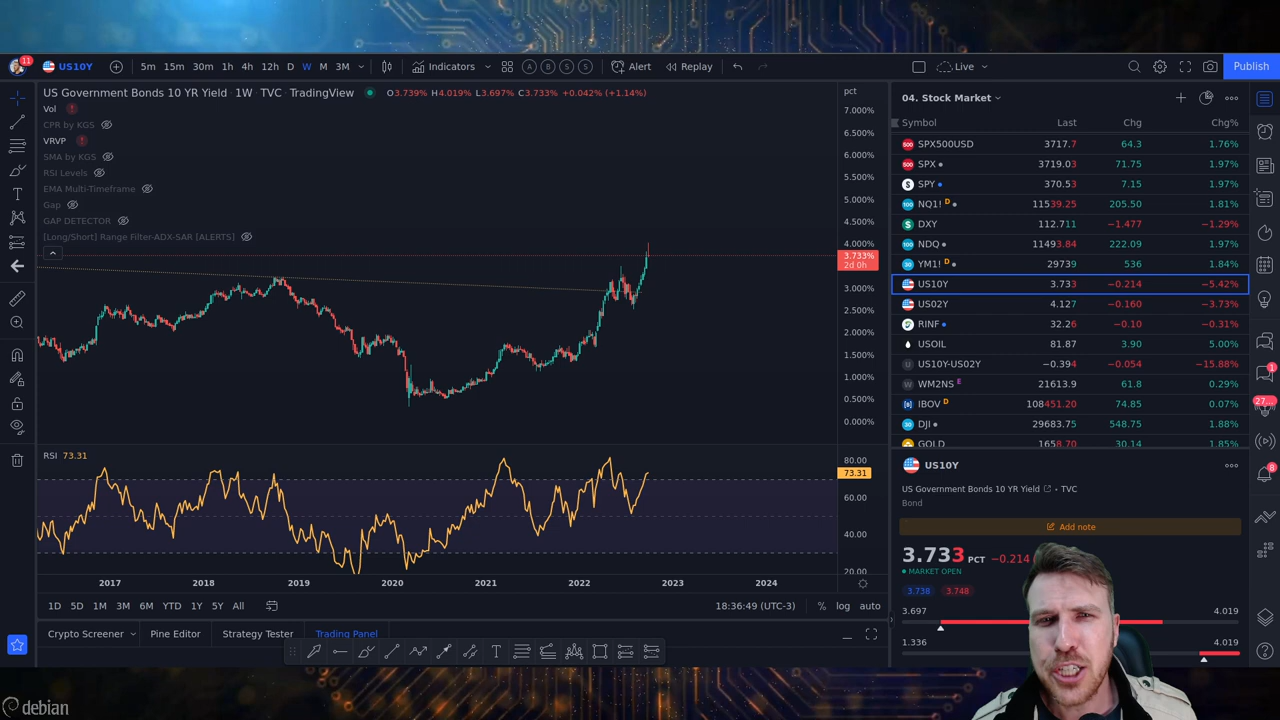 11 US10Y 5m 15m 30m 1h 4h 12h D W M 3M Indicators A B S S Alert Replay Live Publish
US Government Bonds 10 YR Yield · 1W · TVC · TradingView O3.739% H4.019% L3.697% C3.733% +0.042 (+1.14%)
Vol
CPR by KGS
VRVP
SMA by KGS
RSI Levels
EMA Multi-Timeframe
Gap
GAP DETECTOR
[Long/Short] Range Filter-ADX-SAR [ALERTS]
pct
7.000%
6.500%
6.000%
5.500%
5.000%
4.500%
4.000%
3.733%
2d 0h
3.000%
2.500%
2.000%
1.500%
1.000%
0.500%
0.000%
RSI 73.31
80.00
73.31
60.00
40.00
20.00
2017 2018 2019 2020 2021 2022 2023 2024
1D 5D 1M 3M 6M YTD 1Y 5Y All 18:36:49 (UTC-3) % log auto
Crypto Screener Pine Editor Strategy Tester Trading Panel
04. Stock Market
Symbol Last Chg Chg%
SPX500USD 3717.7 64.3 1.76%
SPX 3719.03 71.75 1.97%
SPY 370.53 7.15 1.97%
NQ1! D 11539.25 205.50 1.81%
DXY 112.711 −1.477 −1.29%
NDQ 11493.84 222.09 1.97%
YM1! D 29739 536 1.84%
US10Y 3.733 −0.214 −5.42%
US02Y 4.127 −0.160 −3.73%
RINF 32.26 −0.10 −0.31%
USOIL 81.87 3.90 5.00%
US10Y-US02Y −0.394 −0.054 −15.88%
WM2NS E 21613.9 61.8 0.29%
IBOV D 108451.20 74.85 0.07%
DJI 29683.75 548.75 1.88%
GOLD 1658.70 30.14 1.85%
US10Y
US Government Bonds 10 YR Yield • TVC
Bond
Add note
3.733 PCT −0.214
MARKET OPEN
3.738 3.748
3.697 4.019
1.336 4.019
1
27...
8
debian